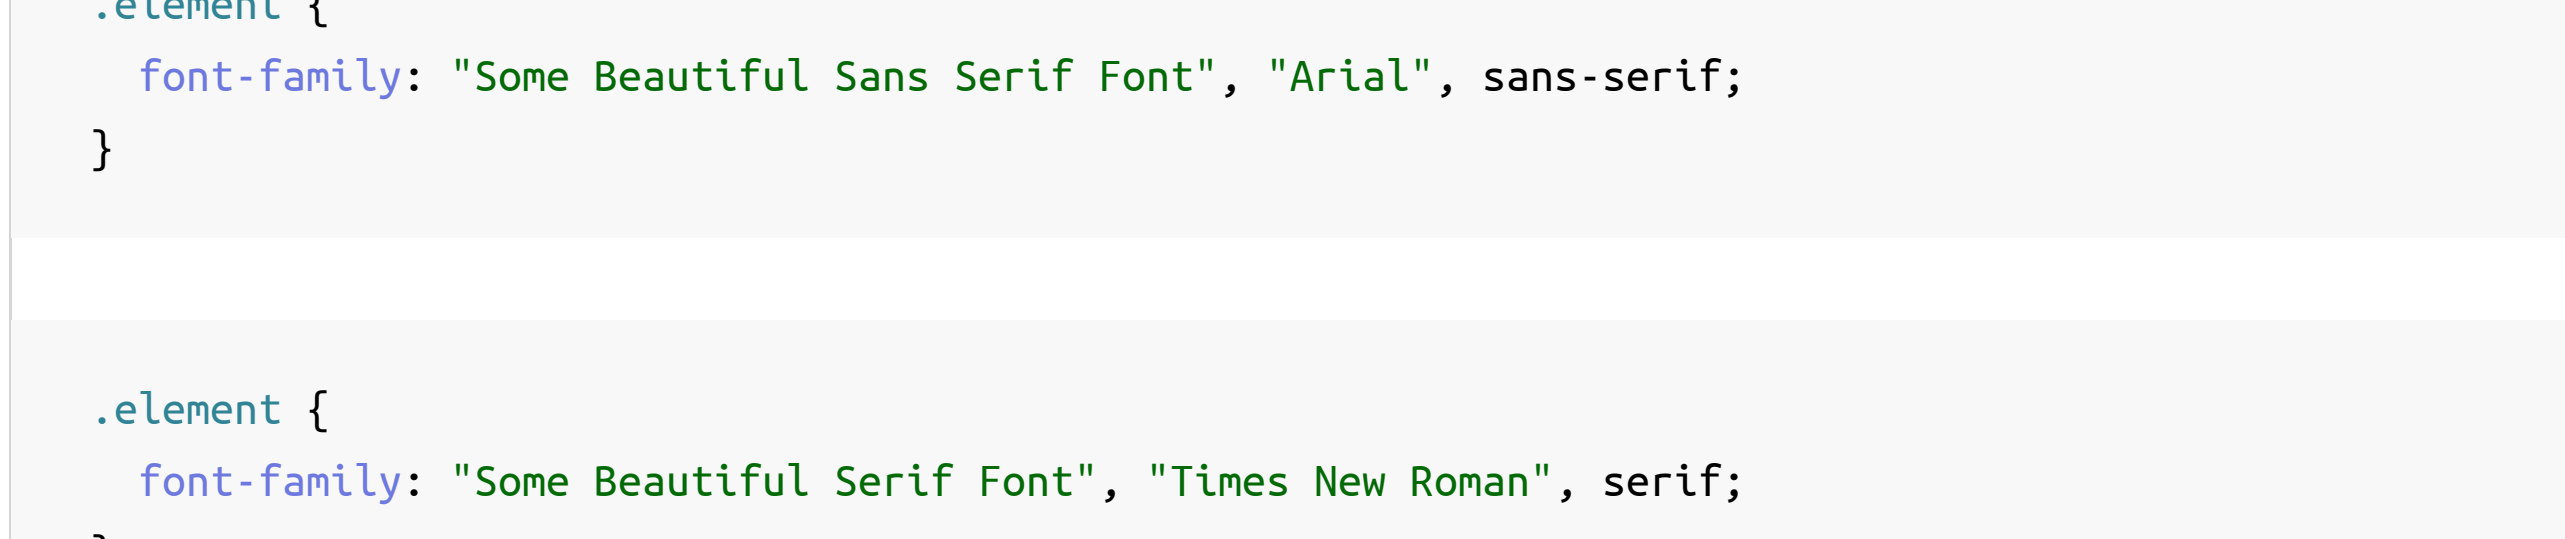 .element {
font-family: "Some Beautiful Sans Serif Font", "Arial", sans-serif;
}
.element {
font-family: "Some Beautiful Serif Font", "Times New Roman", serif;
}